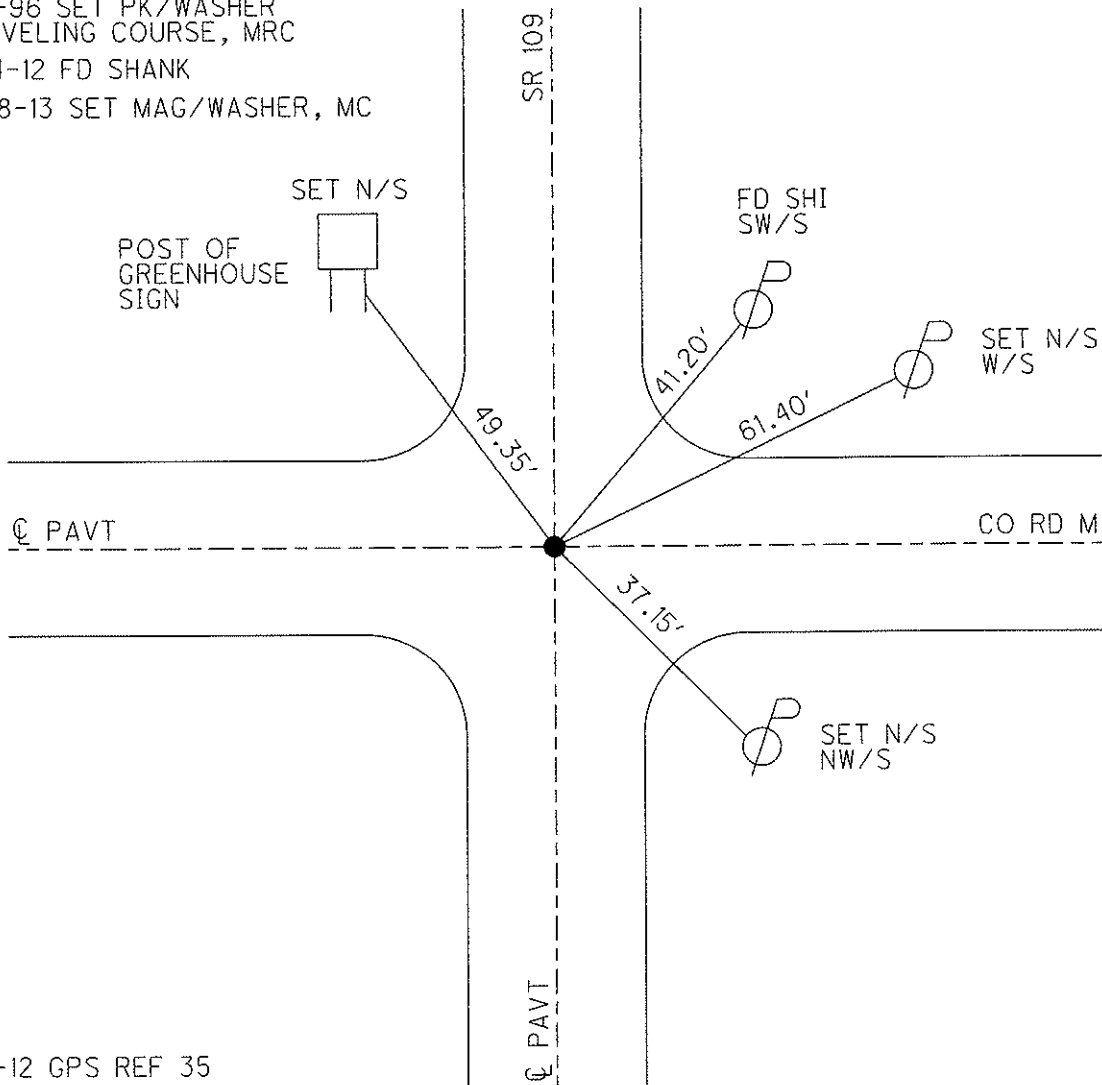 -96 SET PK/WASHER
VELING COURSE, MRC
-12 FD SHANK
8-13 SET MAG/WASHER, MC
SR 109
SET N/S
POST OF
GREENHOUSE
SIGN
FD SHI
SW/S
SET N/S
W/S
41.20'
61.40'
49.35'
℄ PAVT
CO RD M
37.15'
SET N/S
NW/S
℄ PAVT
-12 GPS REF 35